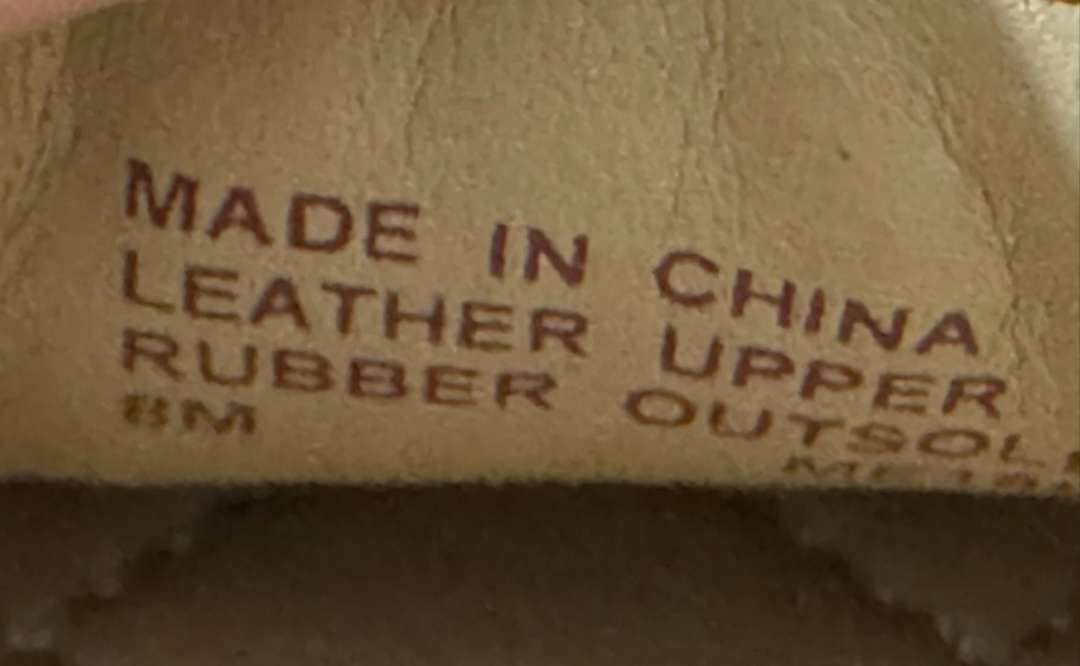 MADE IN CHINA
LEATHER UPPER
RUBBER OUTSOL
8M